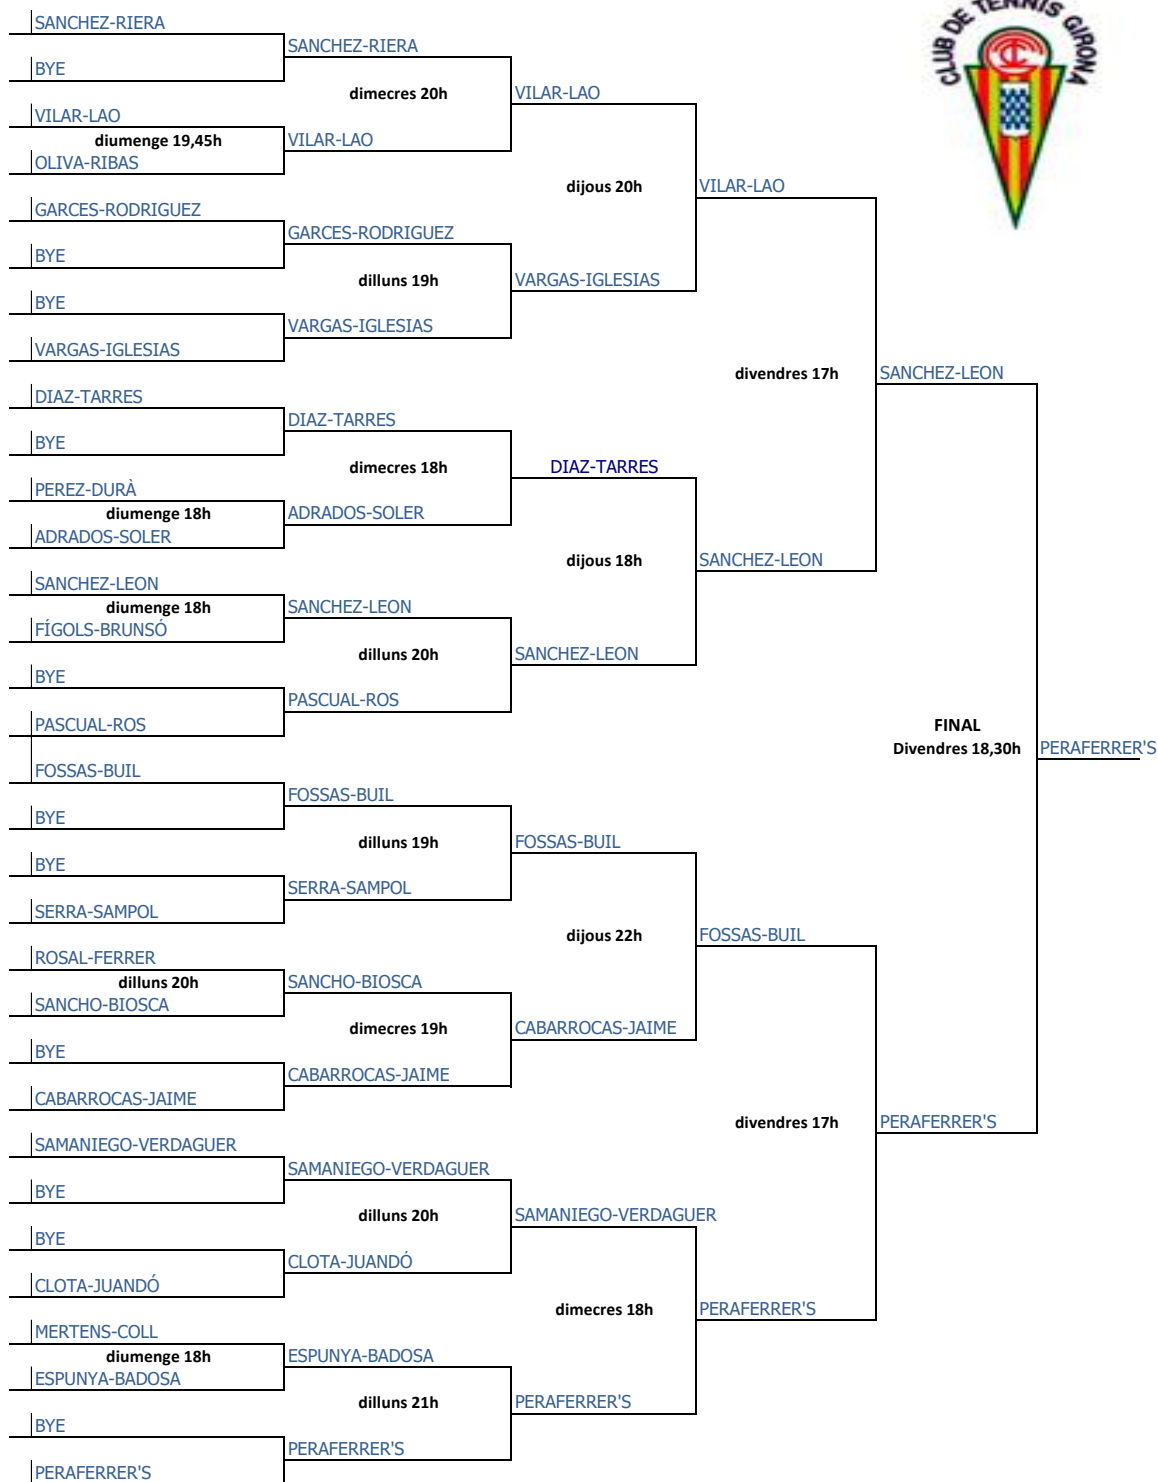 CLUB DE TENNIS GIRONA
SANCHEZ-RIERA
SANCHEZ-RIERA
BYE
dimecres 20h
VILAR-LAO
VILAR-LAO
diumenge 19,45h
VILAR-LAO
OLIVA-RIBAS
dijous 20h
VILAR-LAO
GARCES-RODRIGUEZ
GARCES-RODRIGUEZ
BYE
dilluns 19h
VARGAS-IGLESIAS
BYE
VARGAS-IGLESIAS
VARGAS-IGLESIAS
divendres 17h
SANCHEZ-LEON
DIAZ-TARRES
DIAZ-TARRES
BYE
dimecres 18h
DIAZ-TARRES
PEREZ-DURÀ
diumenge 18h
ADRADOS-SOLER
ADRADOS-SOLER
dijous 18h
SANCHEZ-LEON
SANCHEZ-LEON
diumenge 18h
SANCHEZ-LEON
FÍGOLS-BRUNSÓ
dilluns 20h
SANCHEZ-LEON
BYE
PASCUAL-ROS
PASCUAL-ROS
FINAL
Divendres 18,30h
PERAFERRER'S
FOSSAS-BUIL
FOSSAS-BUIL
BYE
dilluns 19h
FOSSAS-BUIL
BYE
SERRA-SAMPOL
SERRA-SAMPOL
dijous 22h
FOSSAS-BUIL
ROSAL-FERRER
dilluns 20h
SANCHO-BIOSCA
SANCHO-BIOSCA
dimecres 19h
CABARROCAS-JAIME
BYE
CABARROCAS-JAIME
CABARROCAS-JAIME
divendres 17h
PERAFERRER'S
SAMANIEGO-VERDAGUER
SAMANIEGO-VERDAGUER
BYE
dilluns 20h
SAMANIEGO-VERDAGUER
BYE
CLOTA-JUANDÓ
CLOTA-JUANDÓ
dimecres 18h
PERAFERRER'S
MERTENS-COLL
diumenge 18h
ESPUNYA-BADOSA
ESPUNYA-BADOSA
dilluns 21h
PERAFERRER'S
BYE
PERAFERRER'S
PERAFERRER'S